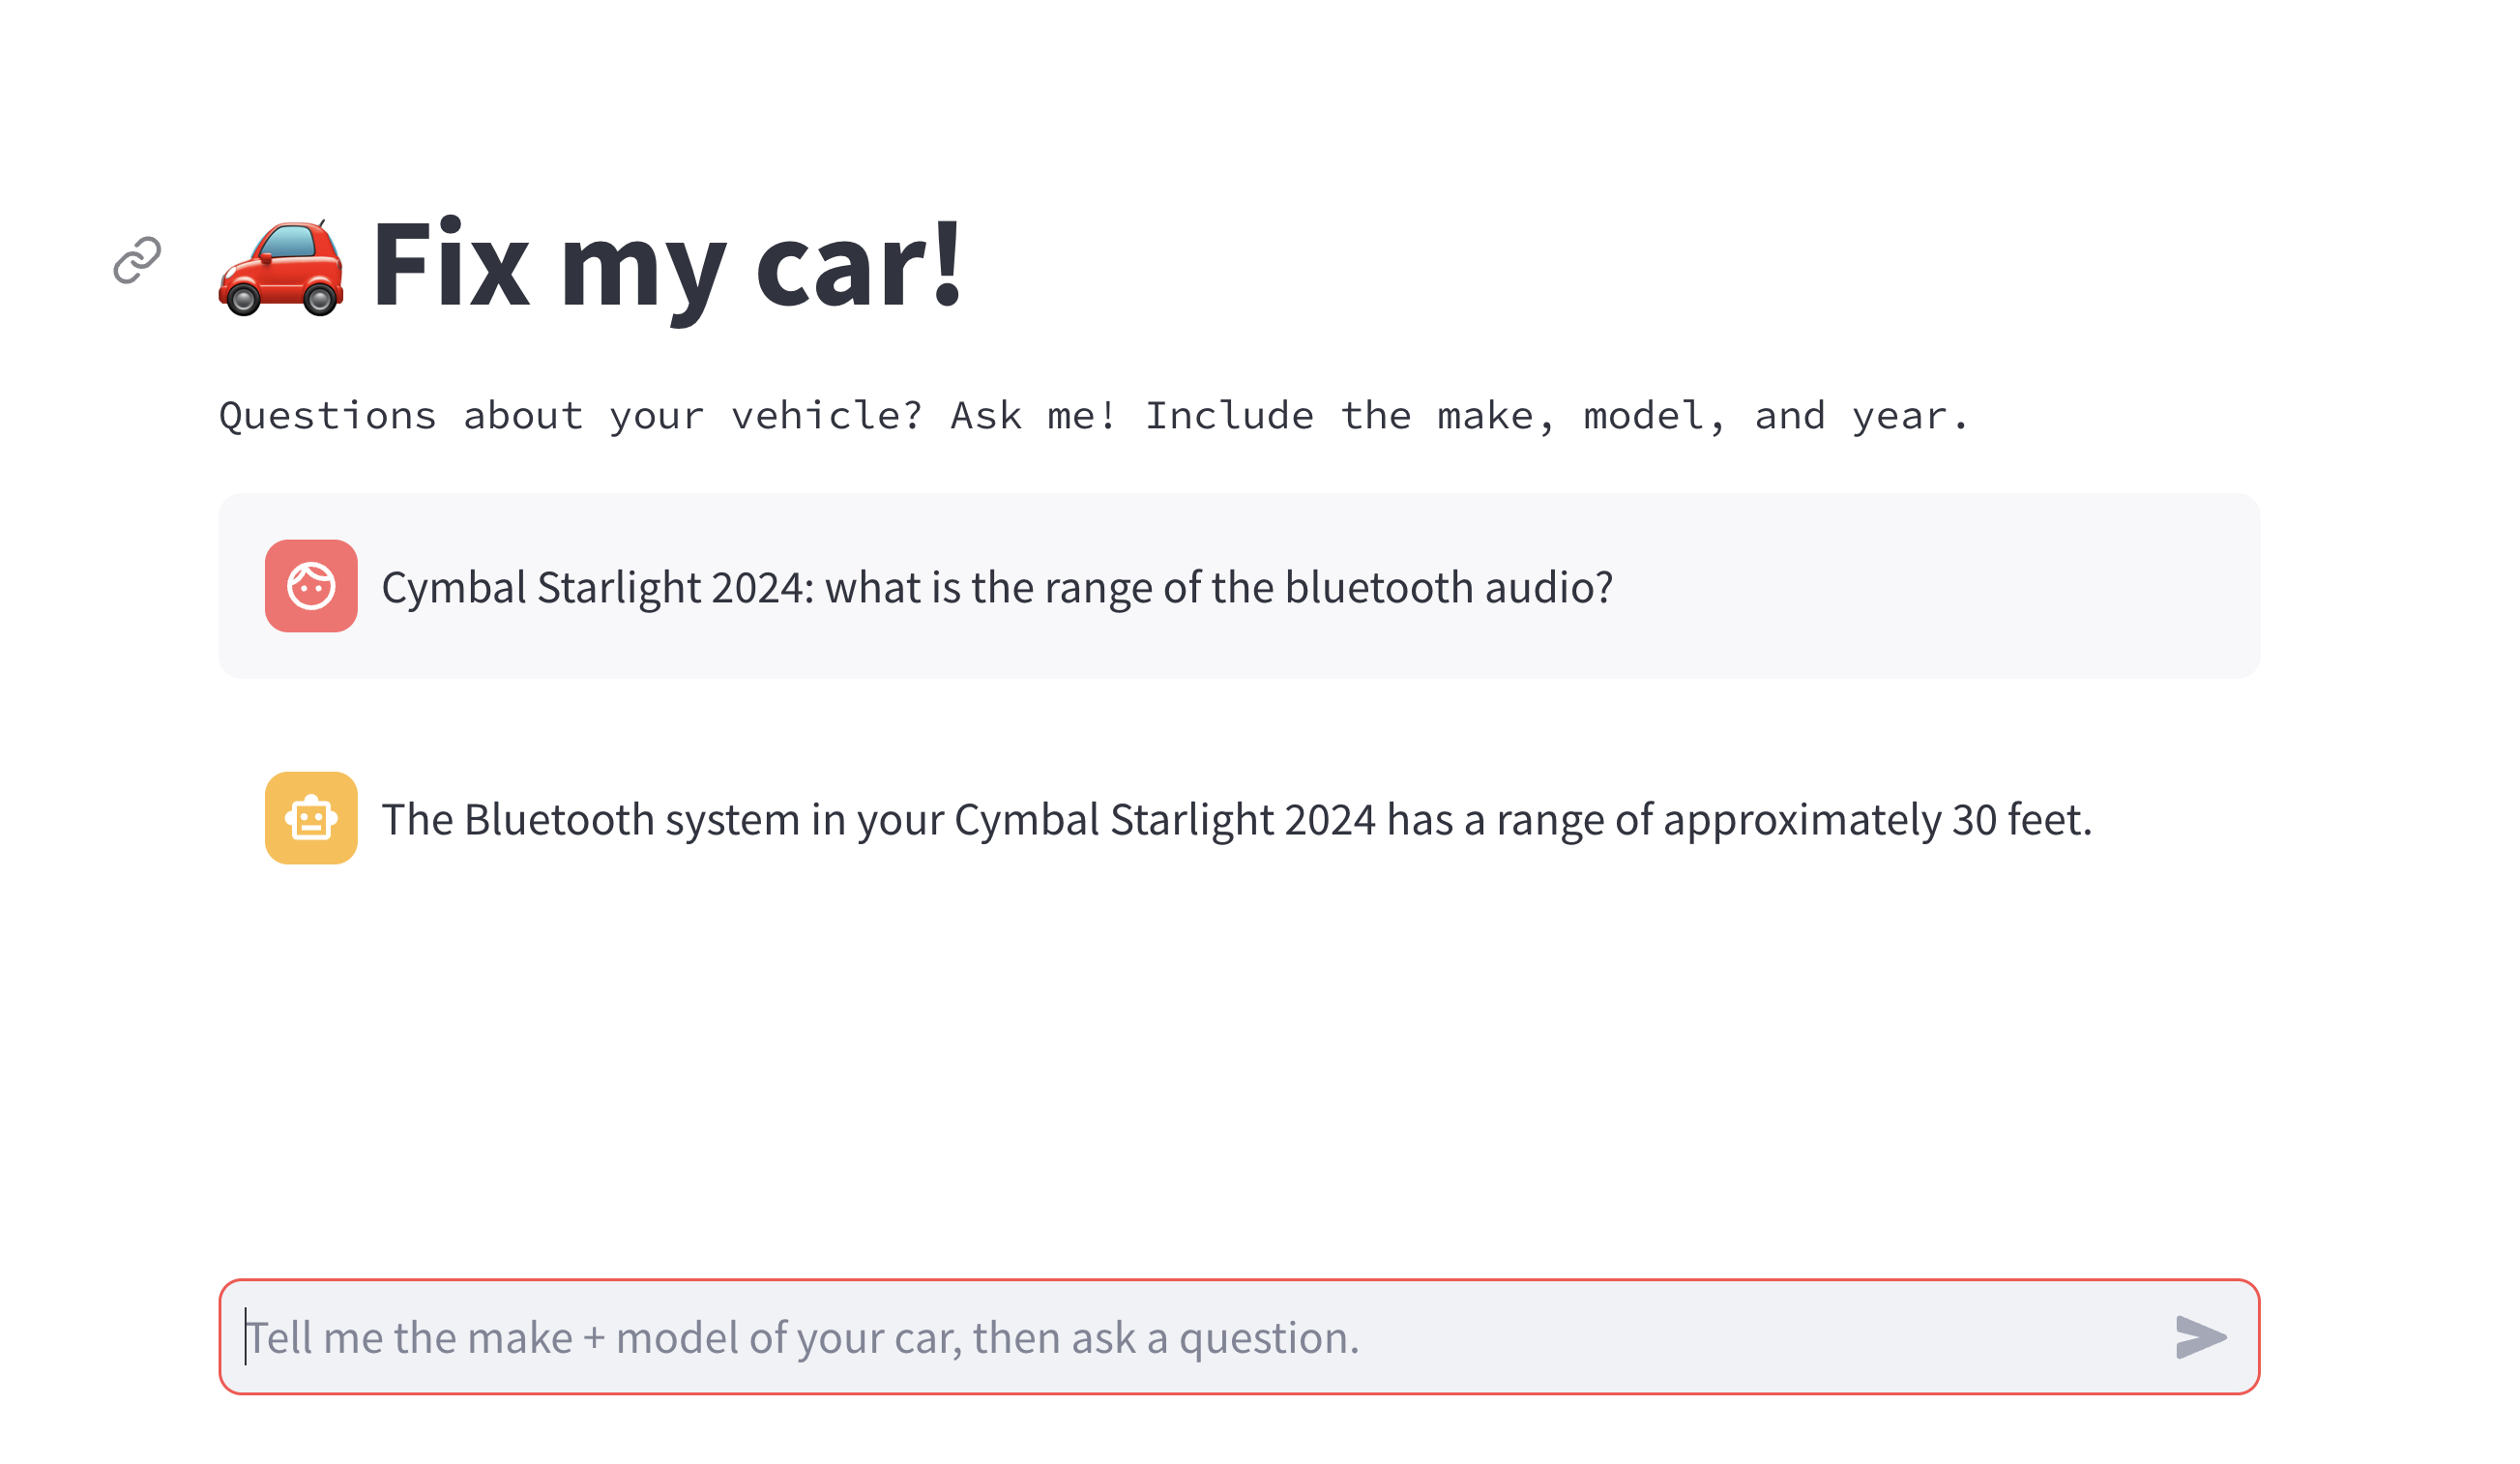 Fix my car!
Questions about your vehicle? Ask me! Include the make, model, and year.
Cymbal Starlight 2024: what is the range of the bluetooth audio?
The Bluetooth system in your Cymbal Starlight 2024 has a range of approximately 30 feet.
Tell me the make + model of your car, then ask a question.